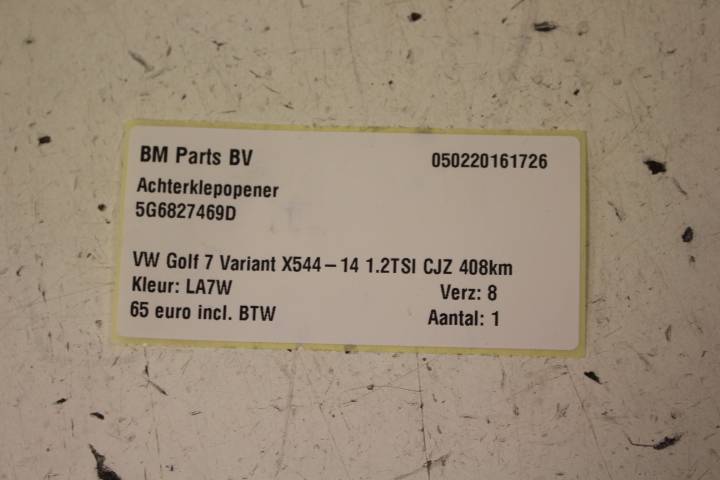 BM Parts BV 050220161726
Achterklepopener
5G6827469D
VW Golf 7 Variant X544-14 1.2TSI CJZ 408km
Kleur: LA7W Verz: 8
65 euro incl. BTW Aantal: 1